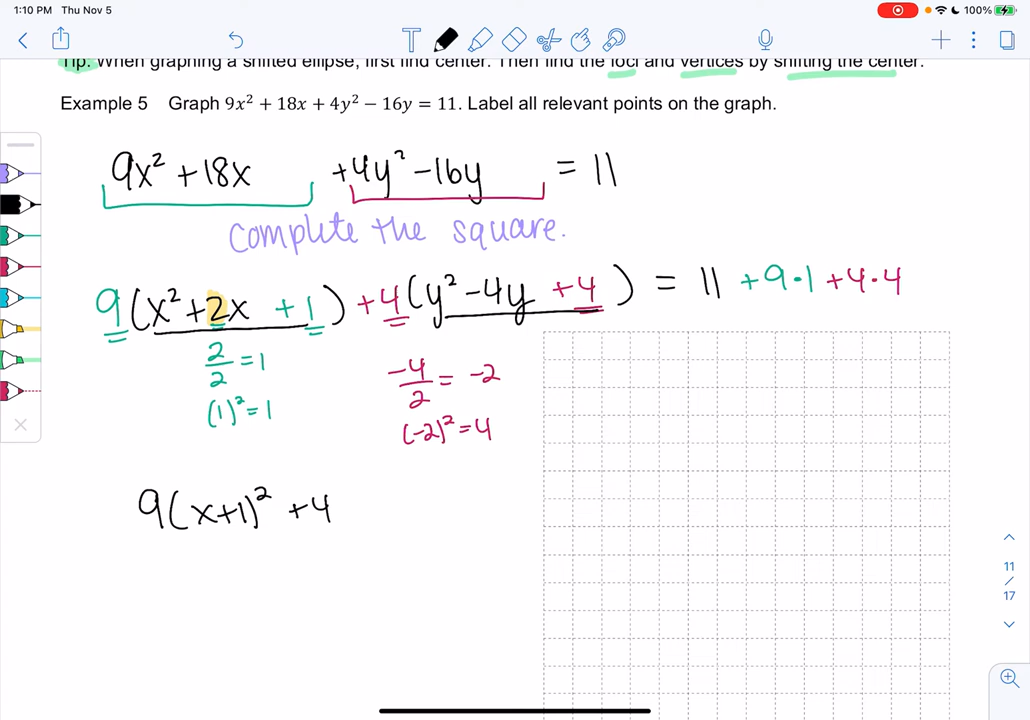 1:10 PM Thu Nov 5
100%
Tip: When graphing a shifted ellipse, first find center. Then find the loci and vertices by shifting the center.
Example 5 Graph 9x² + 18x + 4y² − 16y = 11. Label all relevant points on the graph.
9x² + 18x + 4y² − 16y = 11
Complete the square.
9(x² + 2x + 1) + 4(y² − 4y + 4) = 11 + 9·1 + 4·4
2/2 = 1
(1)² = 1
-4/2 = -2
(-2)² = 4
9(x+1)² + 4
11
/
17